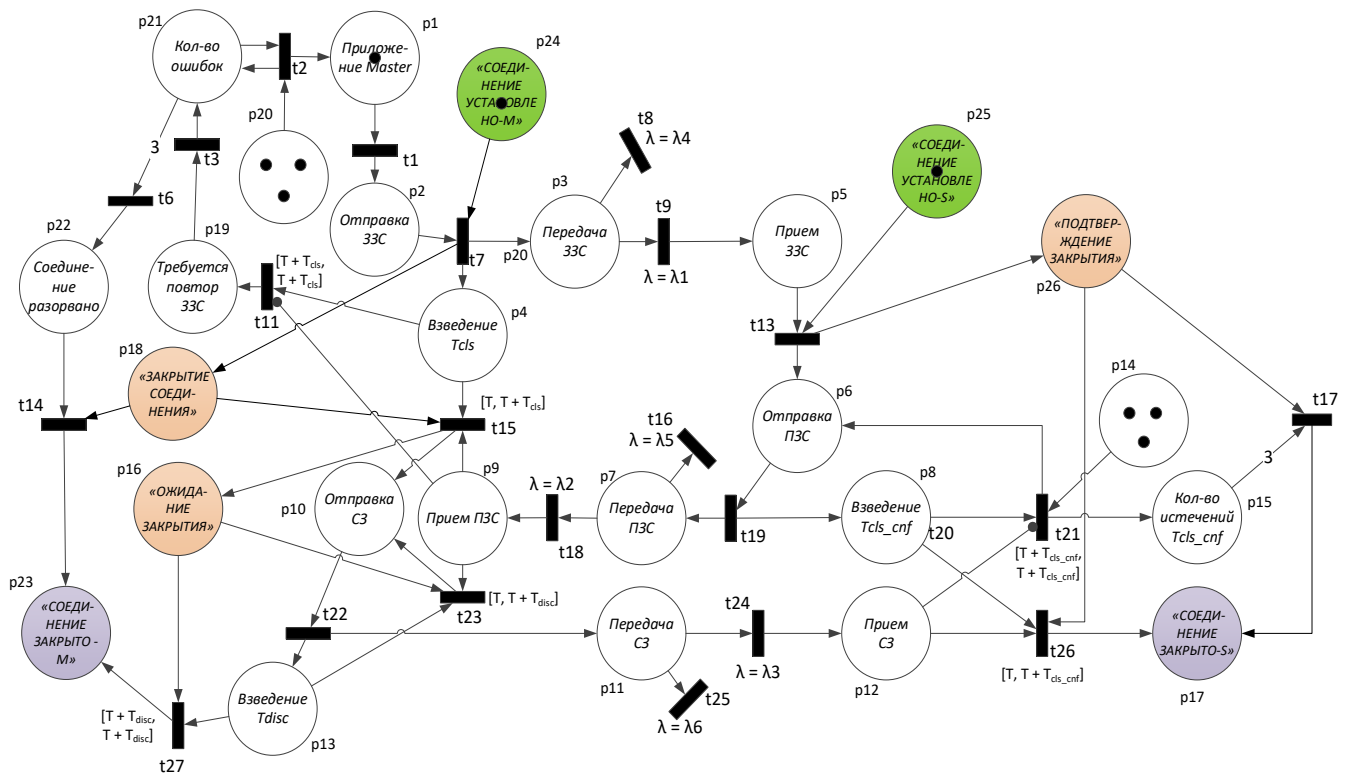 p21
p1
p24
Кол-во
ошибок
t2
Приложе-
ние Master
«СОЕДИ-
НЕНИЕ
УСТАНОВЛЕ
НО-М»
p20
t8
λ = λ4
p25
3
t3
t1
«СОЕДИ-
НЕНИЕ
УСТАНОВЛЕ
НО-S»
p2
p3
t9
p5
t6
Отправка
ЗЗС
Передача
ЗЗС
Прием
ЗЗС
«ПОДТВЕР-
ЖДЕНИЕ
ЗАКРЫТИЯ»
p26
p22
p19
t7
p20
λ = λ1
Соедине-
ние
разорвано
Требуется
повтор
ЗЗС
[T + Tcls,
T + Tcls]
t11
p4
Взведение
Tcls
t13
p18
«ЗАКРЫТИЕ
СОЕДИ-
НЕНИЯ»
p14
t14
[T, T + Tcls]
t15
t16
λ = λ5
p6
Отправка
ПЗС
t17
p16
«ОЖИДА-
НИЕ
ЗАКРЫТИЯ»
p10
Отправка
СЗ
p9
Прием ПЗС
λ = λ2
t18
p7
Передача
ПЗС
t19
p8
Взведение
Tcls_cnf
t20
t21
[T + Tcls_cnf,
T + Tcls_cnf]
3
Кол-во
истечений
Tcls_cnf
p15
p23
«СОЕДИ-
НЕНИЕ
ЗАКРЫТО -
М»
t22
t23
[T, T + Tdisc]
Передача
СЗ
p11
t24
λ = λ3
Прием
СЗ
p12
t26
[T, T + Tcls_cnf]
«СОЕДИ-
НЕНИЕ
ЗАКРЫТО-S»
p17
t25
λ = λ6
[T + Tdisc,
T + Tdisc]
t27
Взведение
Tdisc
p13